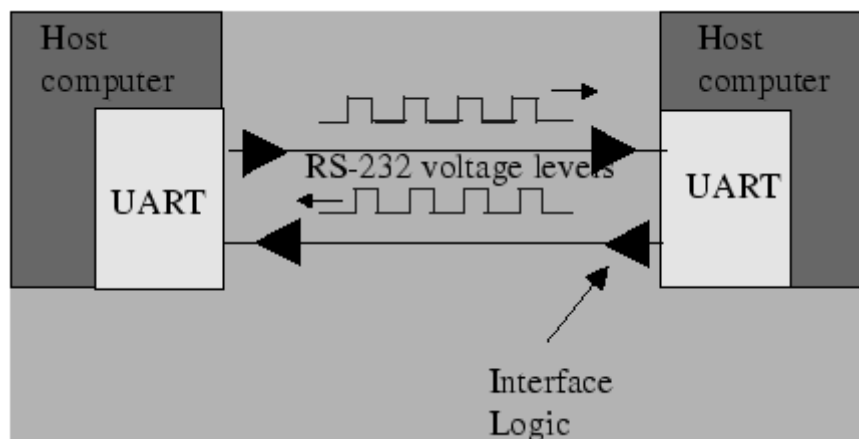 Host
computer
Host
computer
RS-232 voltage levels
UART
UART
Interface
Logic